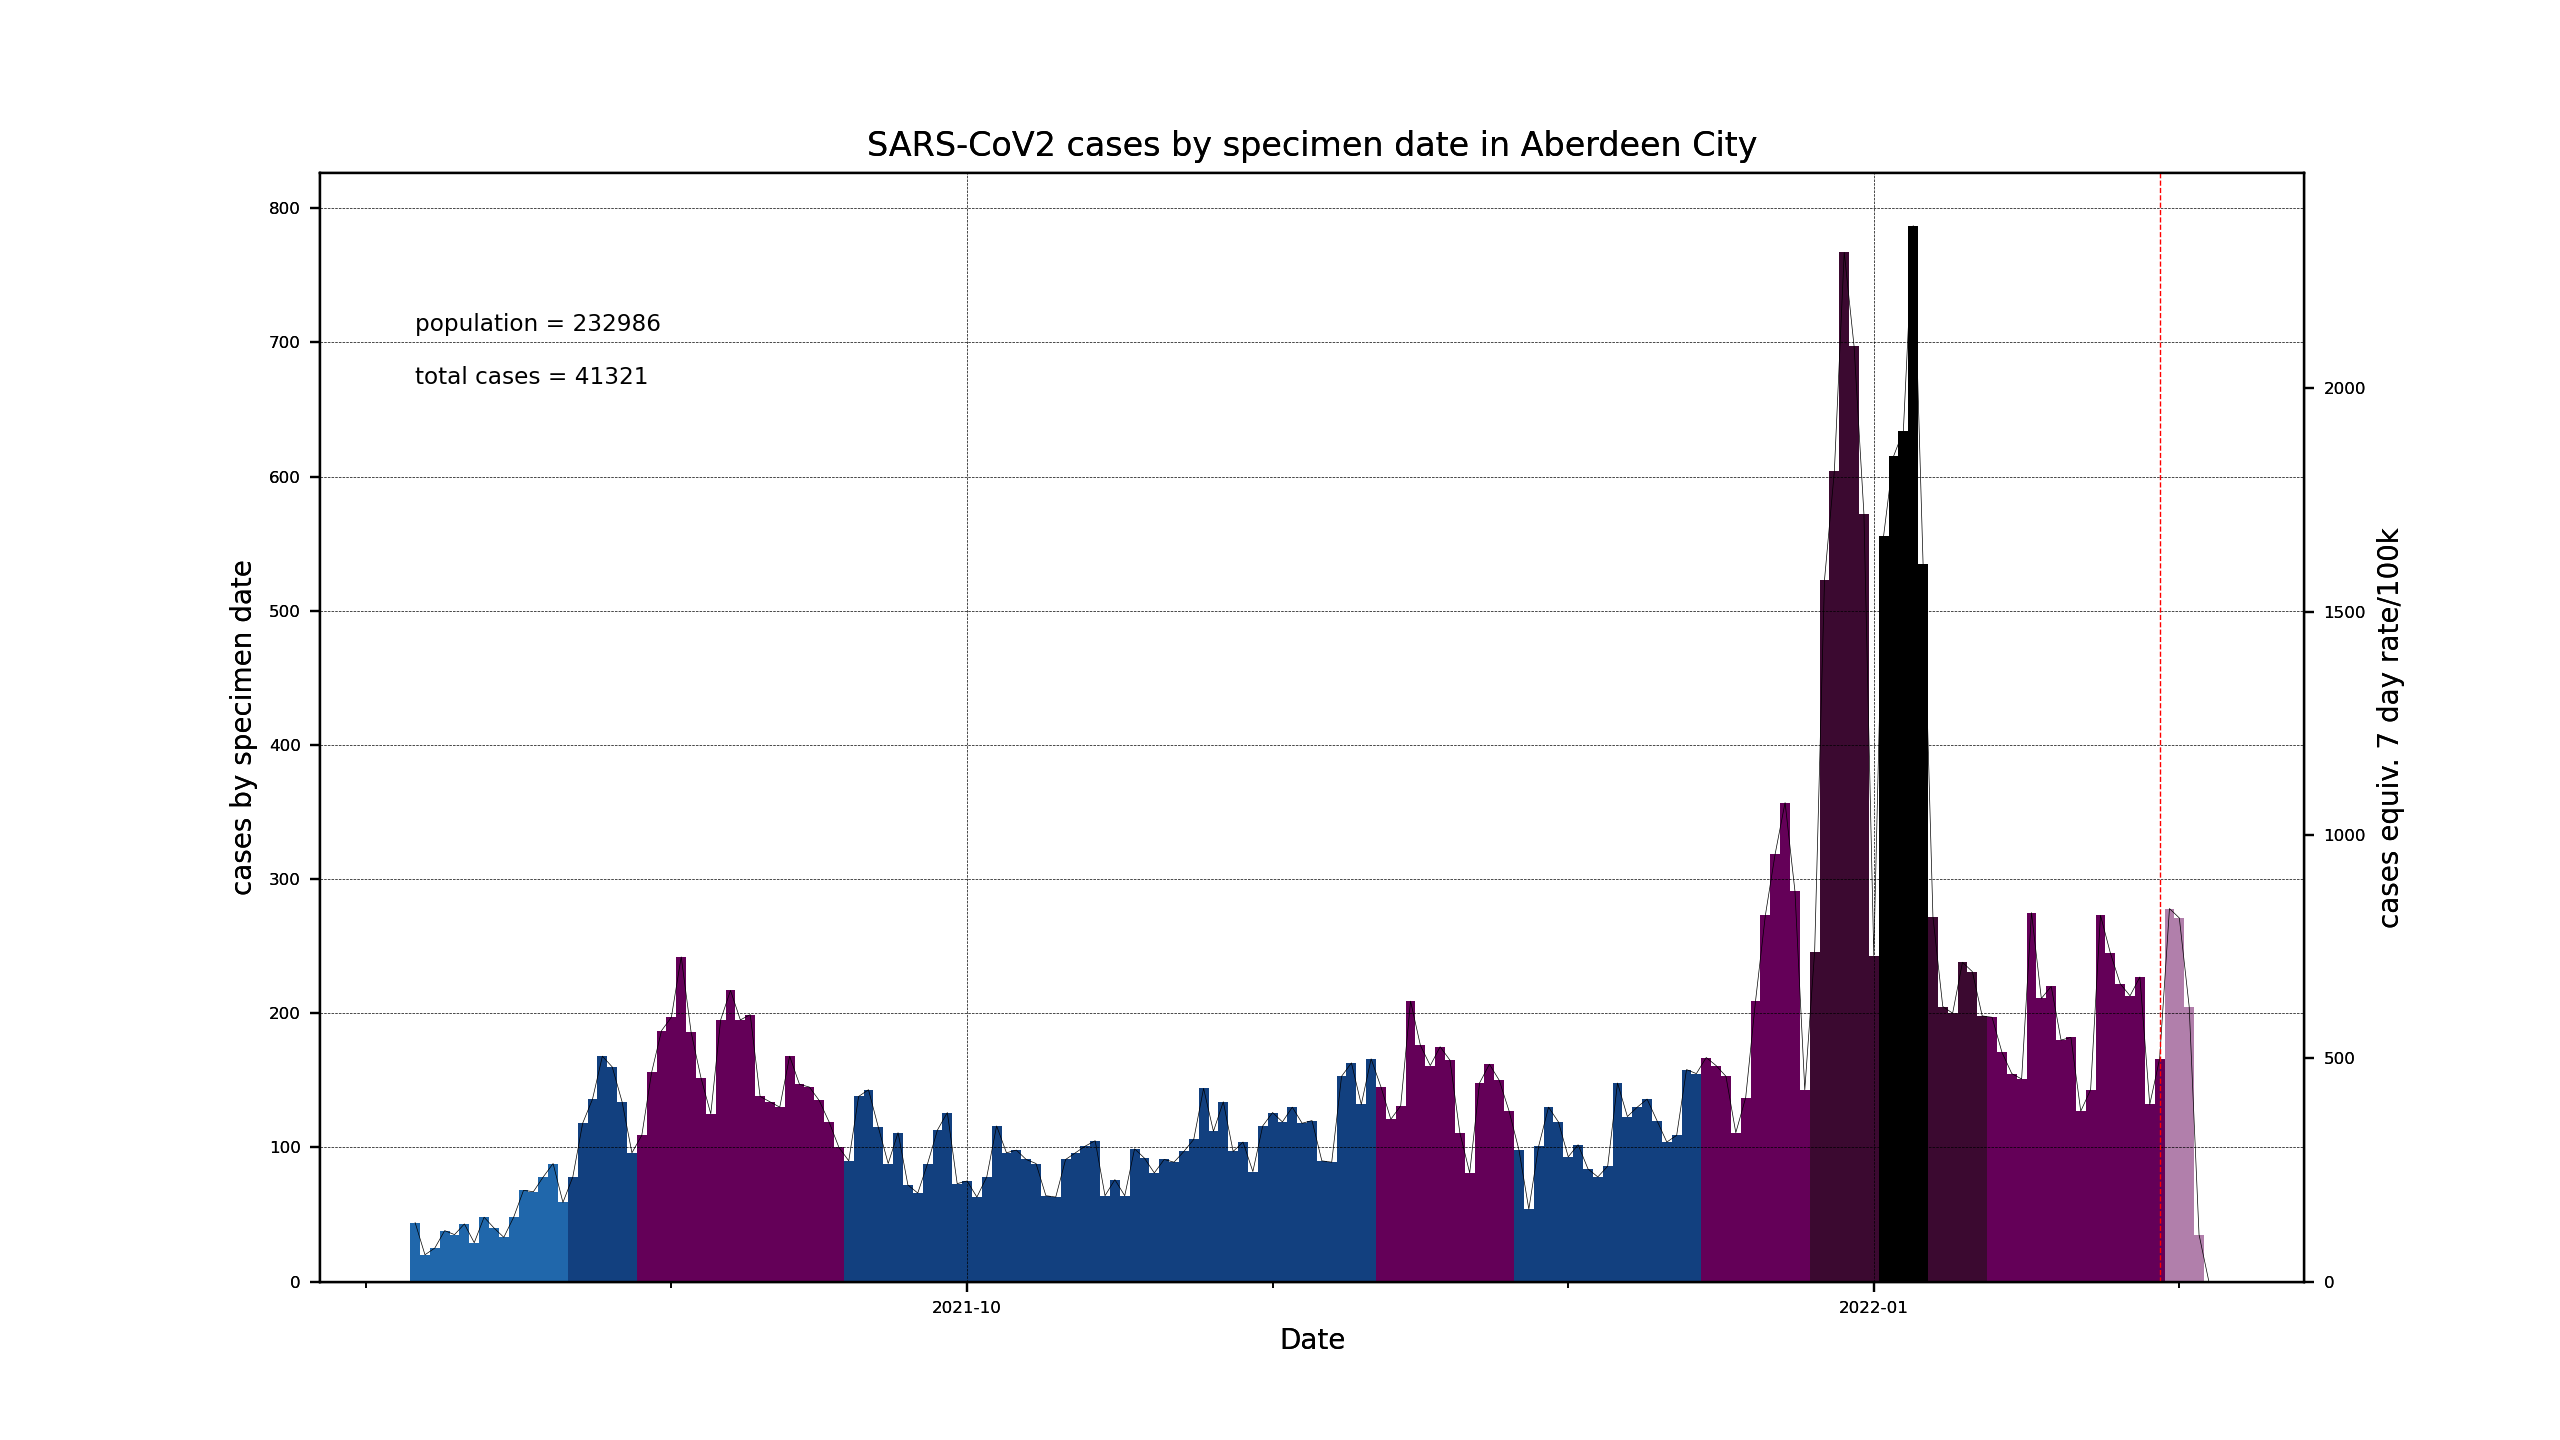 SARS-CoV2 cases by specimen date in Aberdeen City
population = 232986
total cases = 41321
cases by specimen date
800
700
600
500
400
300
200
100
0
2000
1500
1000
500
0
cases equiv. 7 day rate/100k
2021-10
2022-01
Date